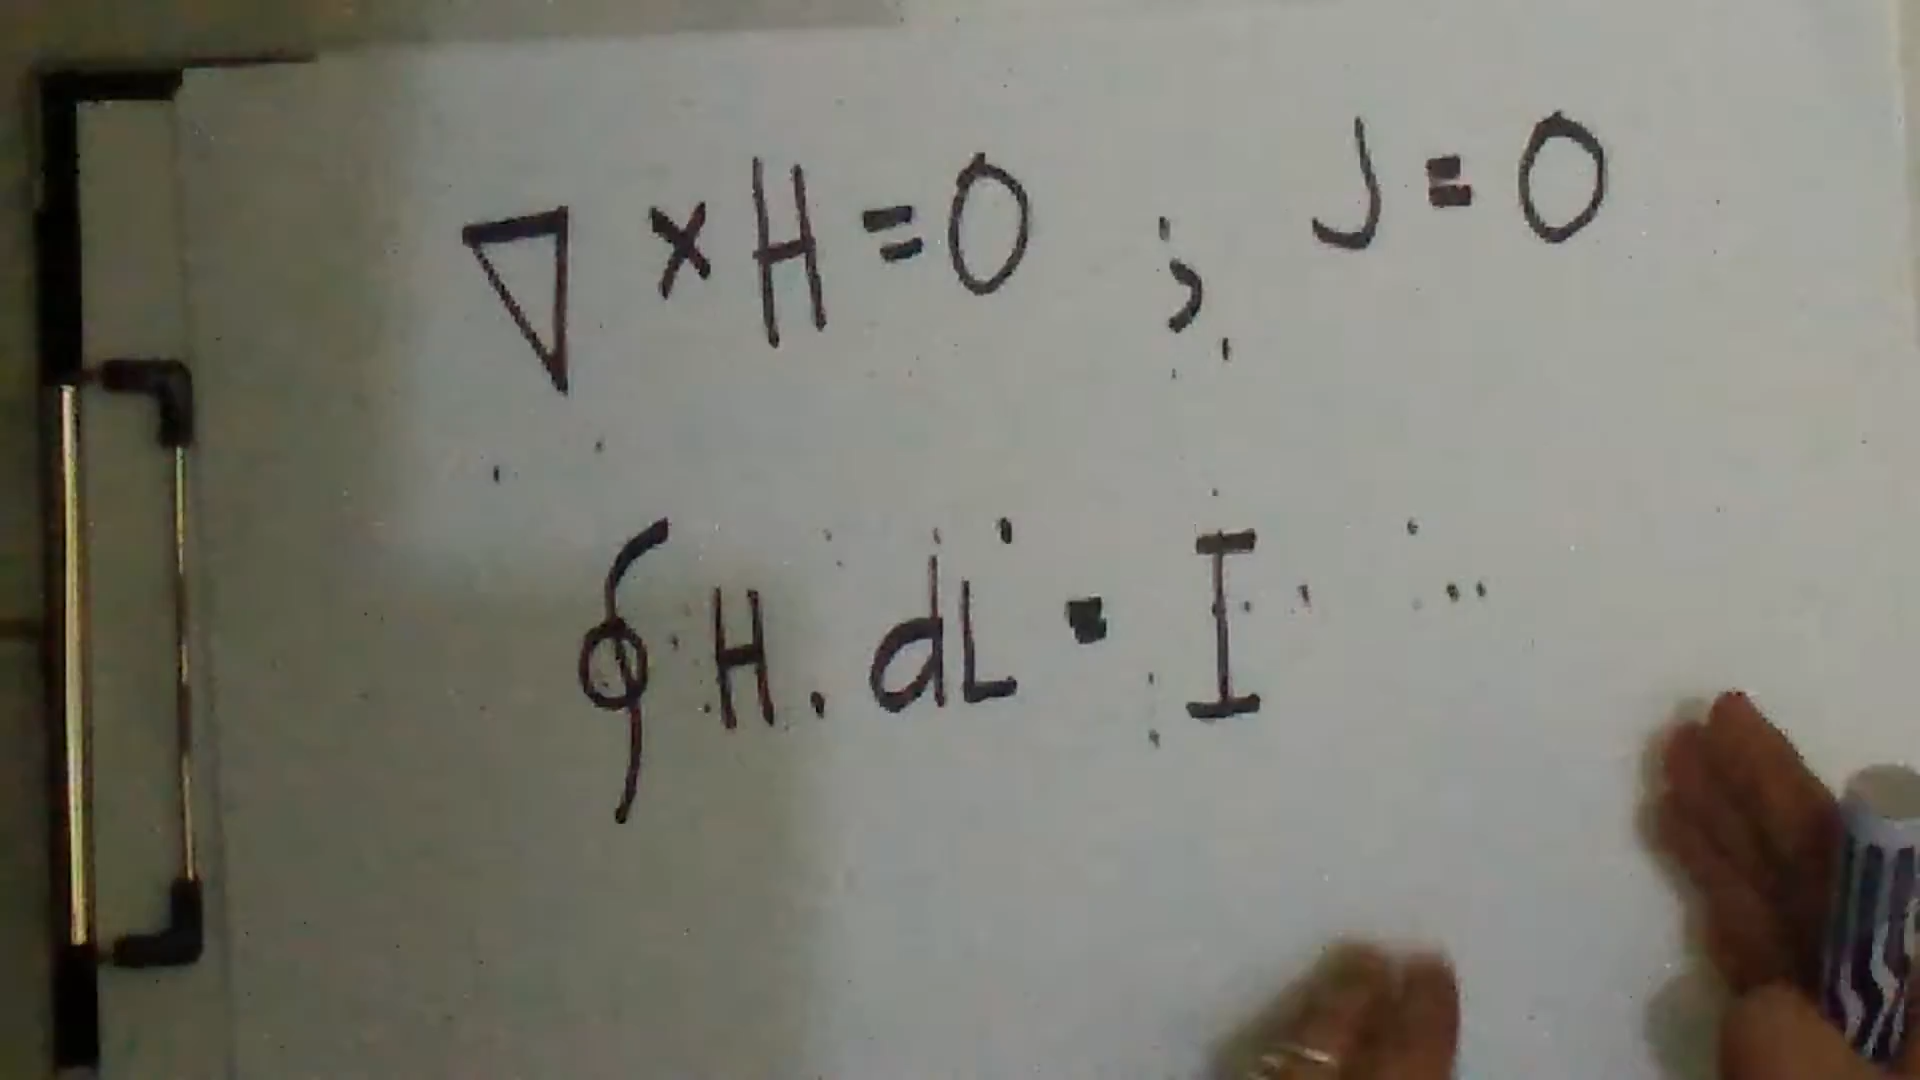 ∇ × H = 0 ; J = 0
∮ H . dL = I